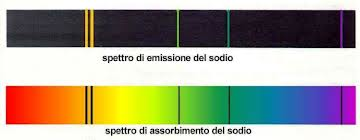 spettro di emissione del sodio
spettro di assorbimento del sodio